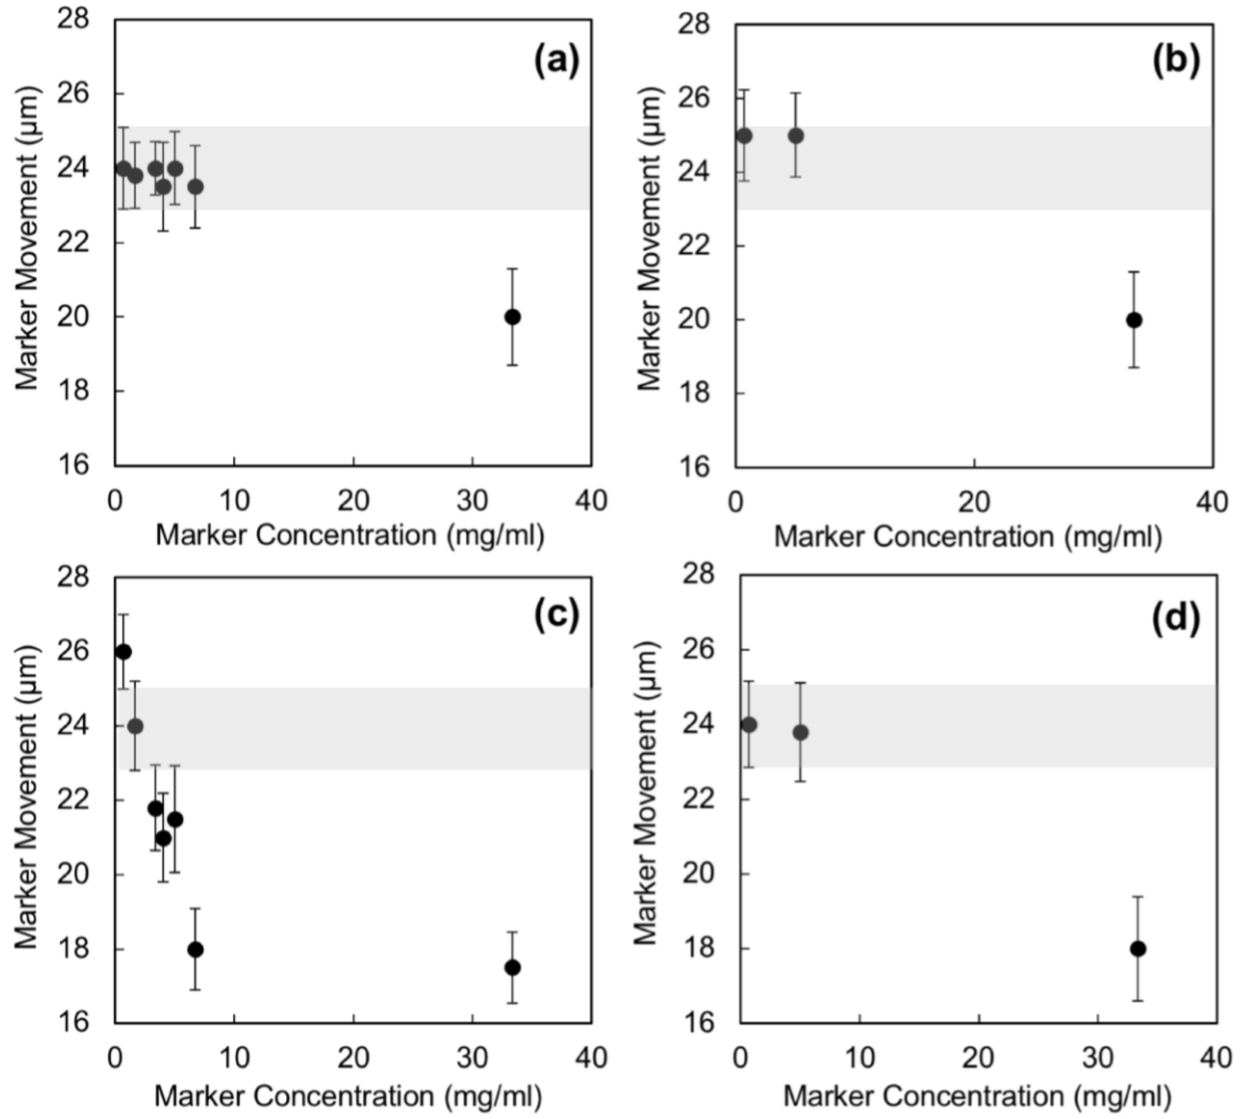 28
26
24
22
20
18
16
Marker Movement (μm)
(a)
0 10 20 30 40
Marker Concentration (mg/ml)
28
26
24
22
20
18
16
Marker Movement (μm)
(b)
0 20 40
Marker Concentration (mg/ml)
28
26
24
22
20
18
16
Marker Movement (μm)
(c)
0 10 20 30 40
Marker Concentration (mg/ml)
28
26
24
22
20
18
16
Marker Movement (μm)
(d)
0 10 20 30 40
Marker Concentration (mg/ml)